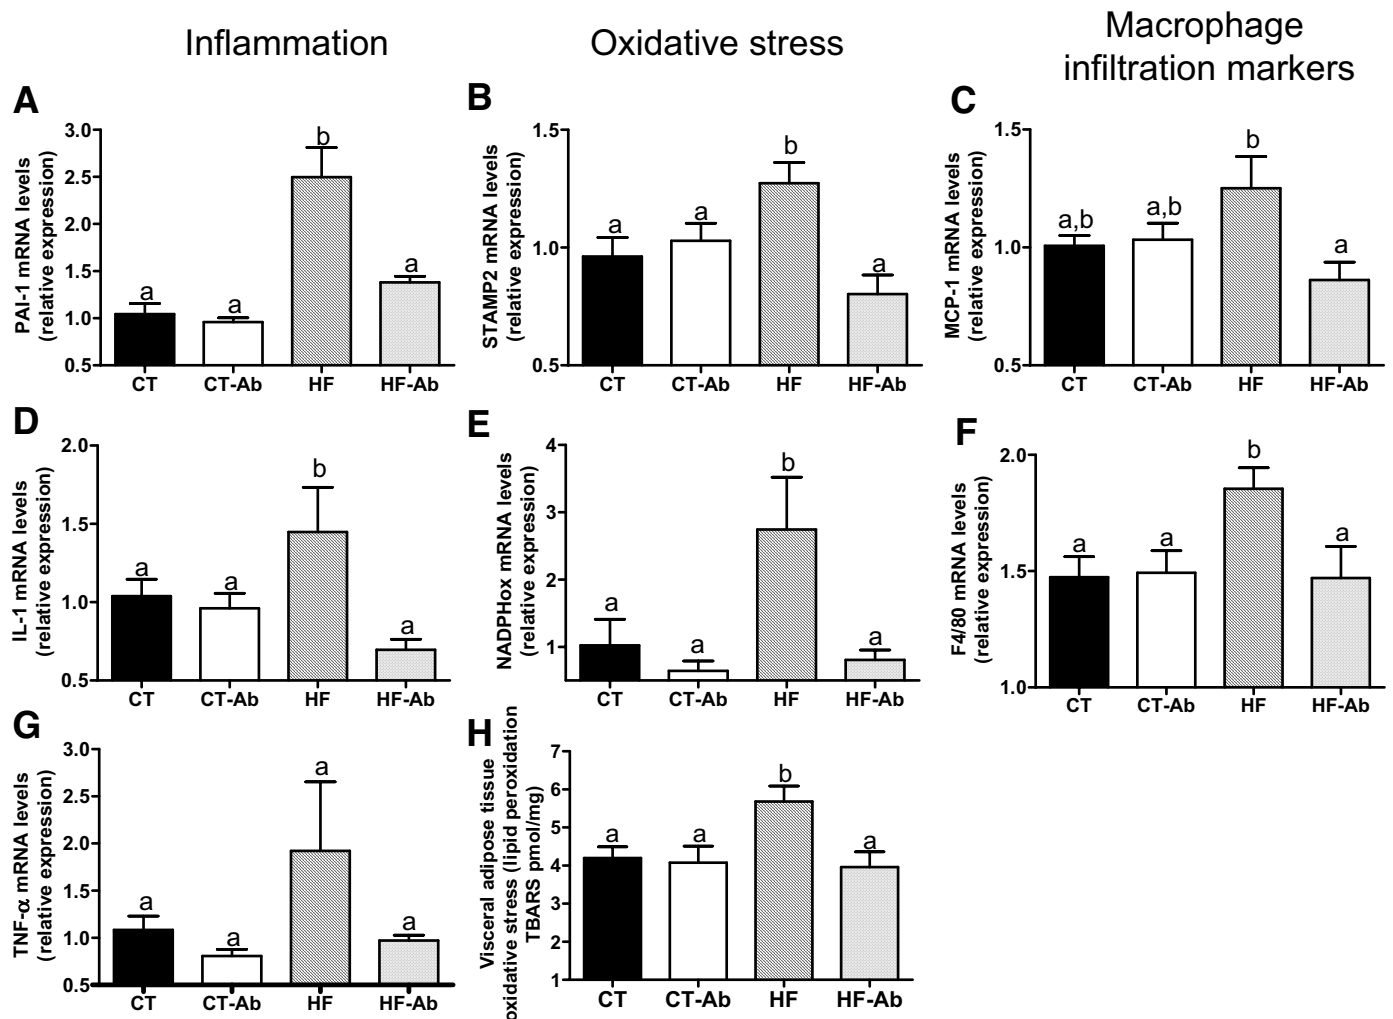 Inflammation
Oxidative stress
Macrophage
infiltration markers
A
PAI-1 mRNA levels
(relative expression)
3.0
2.5
2.0
1.5
1.0
0.5
a
a
b
a
CT
CT-Ab
HF
HF-Ab
B
STAMP2 mRNA levels
(relative expression)
1.5
1.0
0.5
a
a
b
a
CT
CT-Ab
HF
HF-Ab
C
MCP-1 mRNA levels
(relative expression)
1.5
1.0
0.5
a,b
a,b
b
a
CT
CT-Ab
HF
HF-Ab
D
IL-1 mRNA levels
(relative expression)
2.0
1.5
1.0
0.5
a
a
b
a
CT
CT-Ab
HF
HF-Ab
E
NADPHox mRNA levels
(relative expression)
4
3
2
1
a
a
b
a
CT
CT-Ab
HF
HF-Ab
F
F4/80 mRNA levels
(relative expression)
2.0
1.5
1.0
a
a
b
a
CT
CT-Ab
HF
HF-Ab
G
TNF-α mRNA levels
(relative expression)
3.0
2.5
2.0
1.5
1.0
0.5
a
a
a
a
CT
CT-Ab
HF
HF-Ab
H
Visceral adipose tissue
oxidative stress (lipid peroxidation
TBARS pmol/mg)
7
6
5
4
3
2
1
a
a
b
a
CT
CT-Ab
HF
HF-Ab